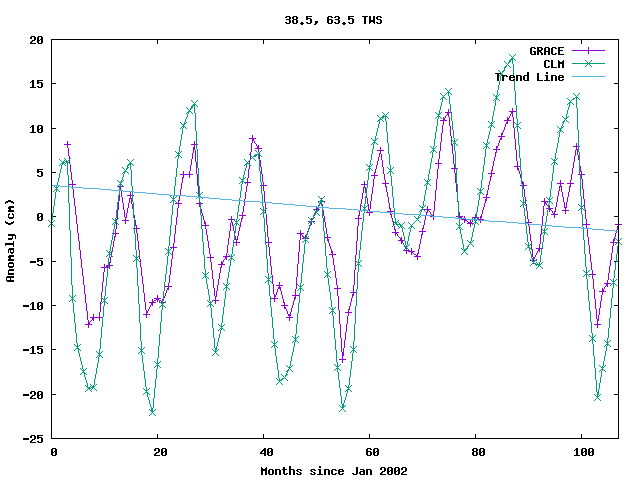 38.5, 63.5 TWS
GRACE
CLM
Trend Line
20
15
10
5
0
-5
-10
-15
-20
-25
Anomaly (cm)
0 20 40 60 80 100
Months since Jan 2002